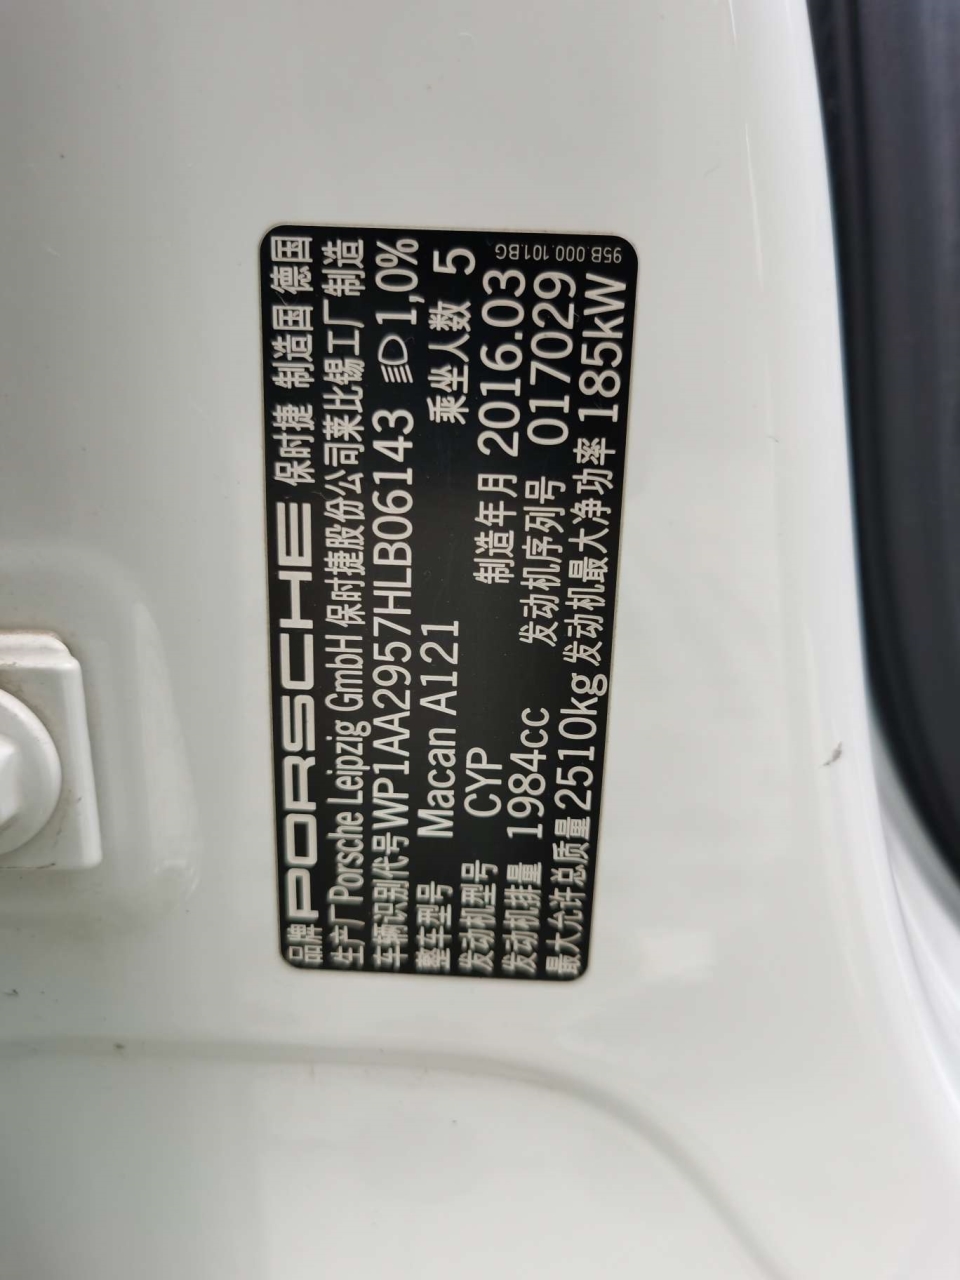 品牌 PORSCHE 保时捷 制造国 德国
生产厂 Porsche Leipzig GmbH 保时捷股份公司莱比锡工厂 制造
车辆识别代号 WP1AA2957HLB06143 1,0%
整车型号 Macan A121 乘坐人数 5
发动机型号 CYP 制造年月 2016.03
发动机排量 1984cc 发动机序列号 017029
最大允许总质量 2510kg 发动机最大净功率 185kW
95B.000.101.BG